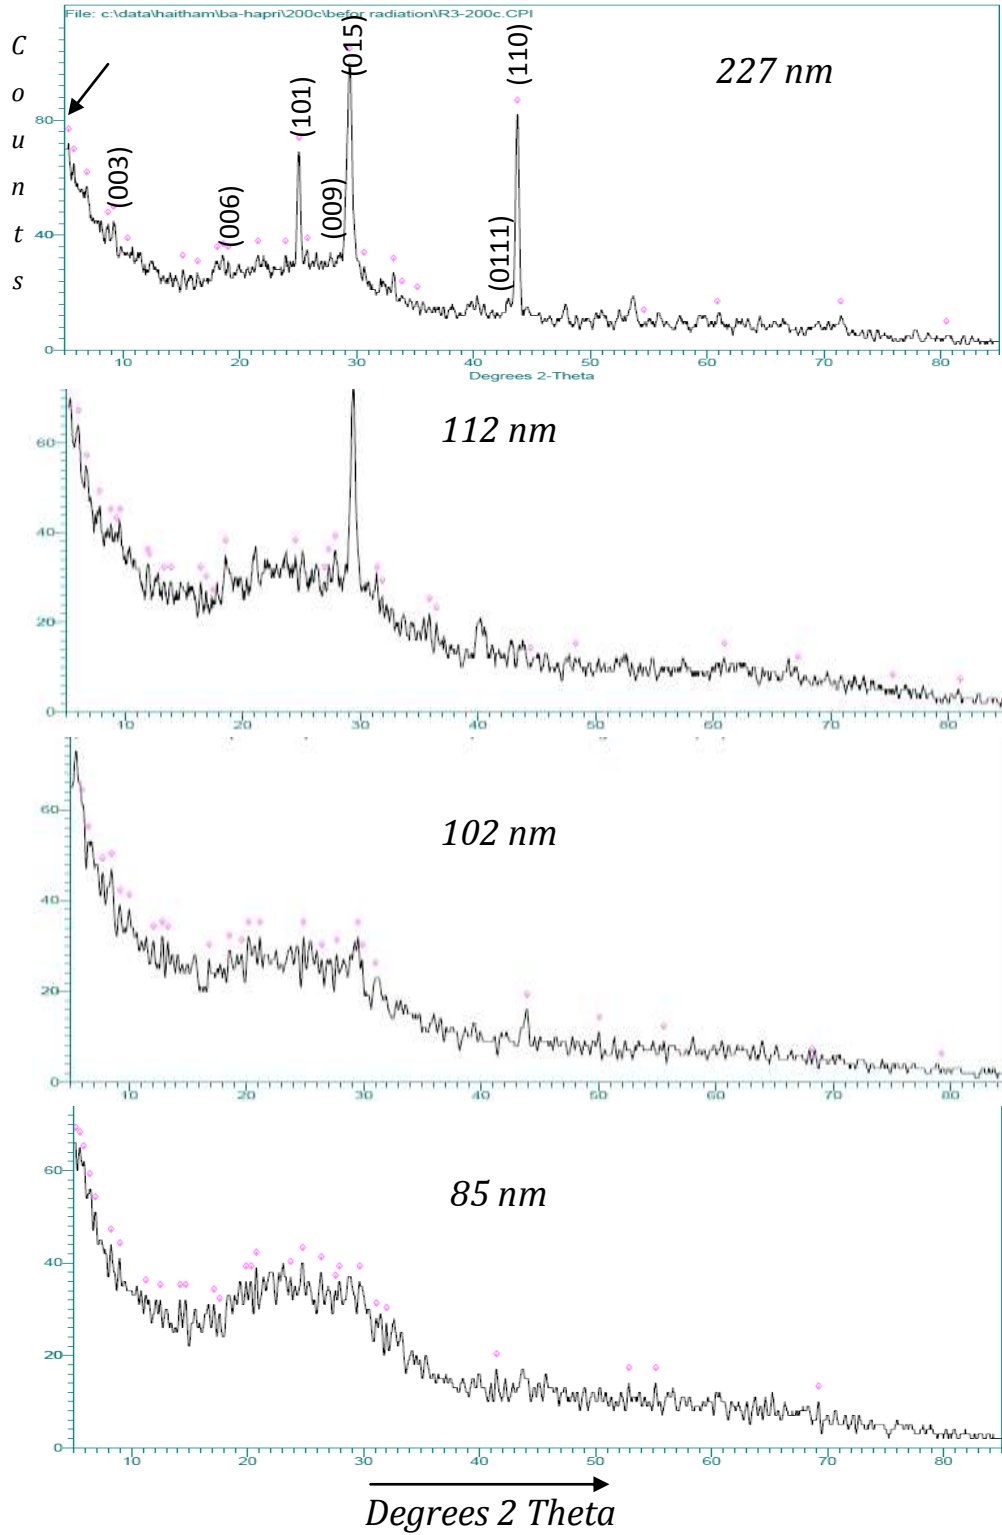 File: c:\data\haitham\ba-hapri\200c\befor radiation\R3-200c.CPI
C
o
u
n
t
s
227 nm
(003)
(006)
(101)
(009)
(015)
(0111)
(110)
80
40
0
10 20 30 40 50 60 70 80
Degrees 2-Theta
112 nm
60
40
20
0
10 20 30 40 50 60 70 80
102 nm
60
40
20
0
10 20 30 40 50 60 70 80
85 nm
60
40
20
0
10 20 30 40 50 60 70 80
Degrees 2 Theta